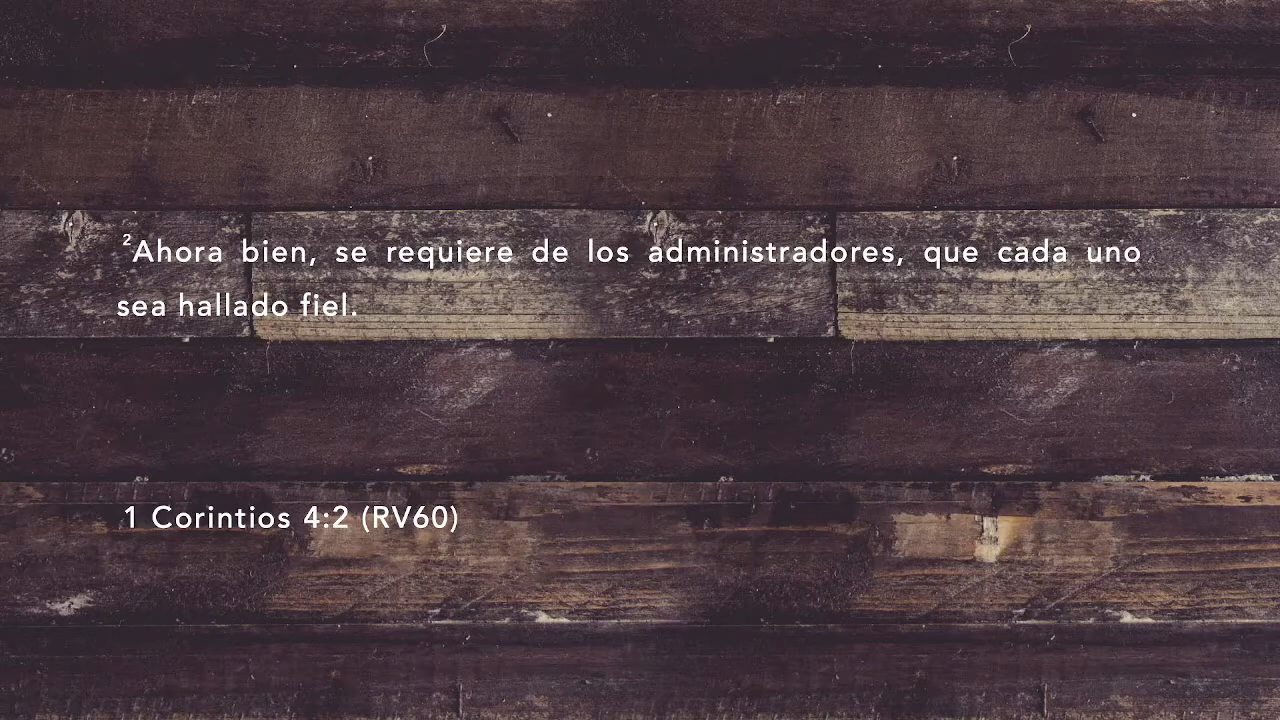 ²Ahora bien, se requiere de los administradores, que cada uno
sea hallado fiel.
1 Corintios 4:2 (RV60)